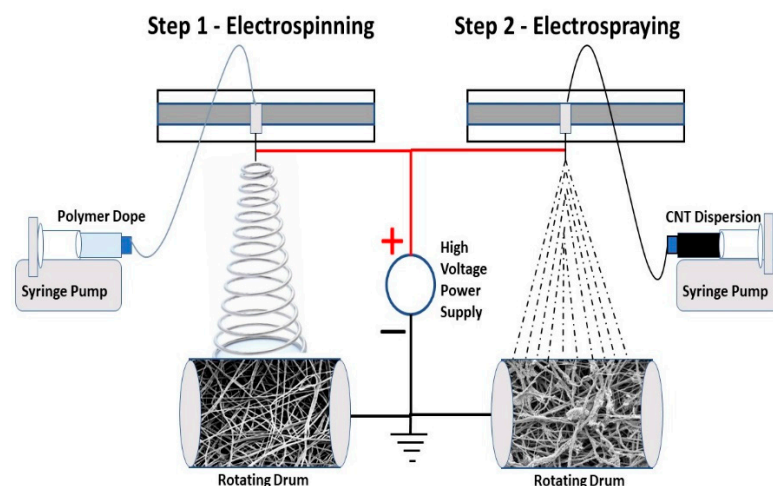 Step 1 - Electrospinning
Step 2 - Electrospraying
Polymer Dope
Syringe Pump
+
High
Voltage
Power
Supply
−
CNT Dispersion
Syringe Pump
Rotating Drum
Rotating Drum